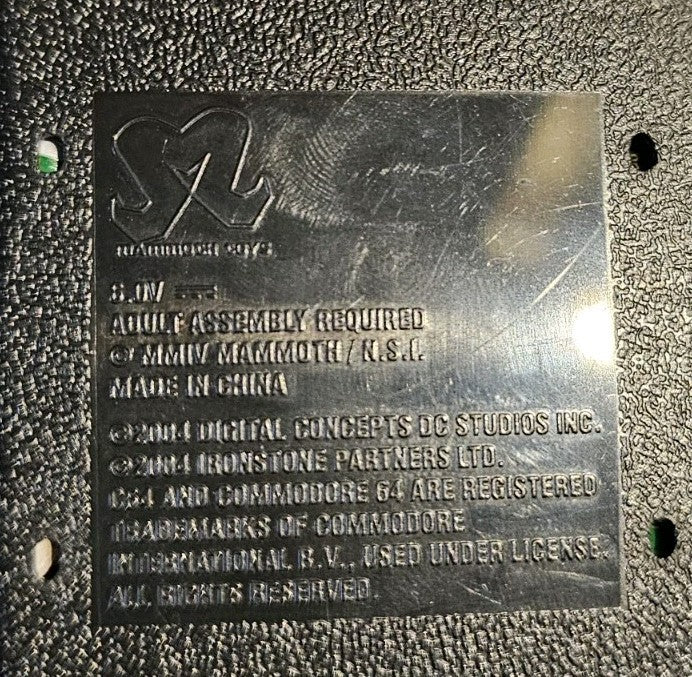 MAMMOTH TOYS
6.0V
ADULT ASSEMBLY REQUIRED
© MMIV MAMMOTH / N.S.I.
MADE IN CHINA
©2004 DIGITAL CONCEPTS DC STUDIOS INC.
©2004 IRONSTONE PARTNERS LTD.
C64 AND COMMODORE 64 ARE REGISTERED
TRADEMARKS OF COMMODORE
INTERNATIONAL B.V., USED UNDER LICENSE.
ALL RIGHTS RESERVED.